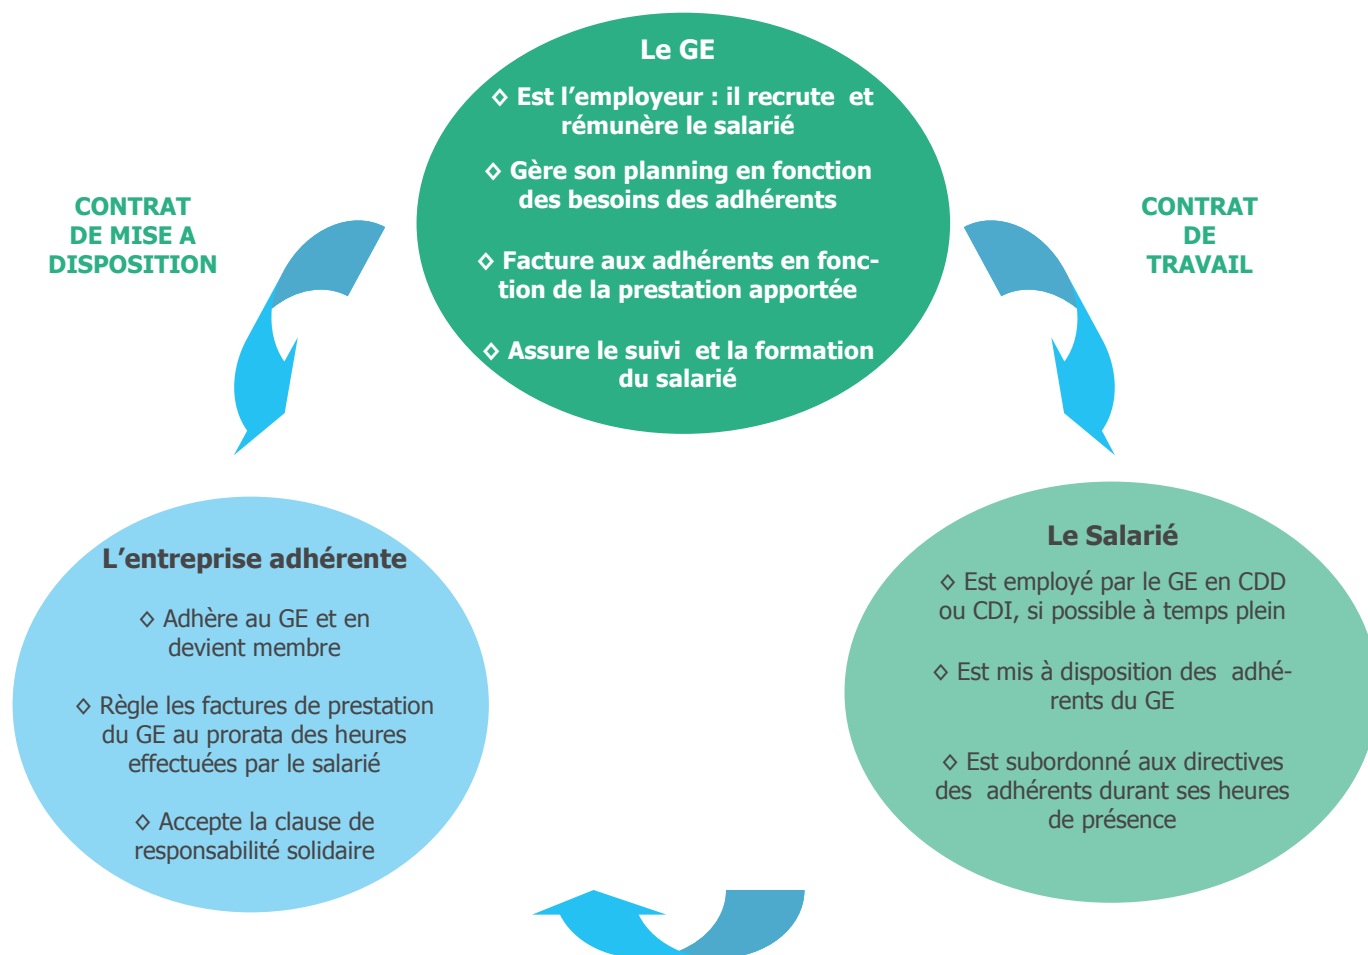 Le GE
◊ Est l’employeur : il recrute et
rémunère le salarié
◊ Gère son planning en fonction
des besoins des adhérents
◊ Facture aux adhérents en fonc-
tion de la prestation apportée
◊ Assure le suivi et la formation
du salarié
CONTRAT
DE MISE A
DISPOSITION
CONTRAT
DE
TRAVAIL
L’entreprise adhérente
◊ Adhère au GE et en
devient membre
◊ Règle les factures de prestation
du GE au prorata des heures
effectuées par le salarié
◊ Accepte la clause de
responsabilité solidaire
Le Salarié
◊ Est employé par le GE en CDD
ou CDI, si possible à temps plein
◊ Est mis à disposition des adhé-
rents du GE
◊ Est subordonné aux directives
des adhérents durant ses heures
de présence